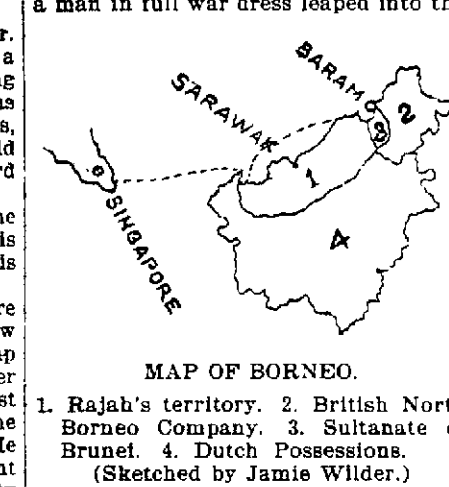 a man in full war dress leaped into th
BARAM
SARAWAK
2
3
1
SINGAPORE
4
MAP OF BORNEO.
1. Rajah's territory. 2. British Nort
Borneo Company. 3. Sultanate
Brunei. 4. Dutch Possessions.
(Sketched by Jamie Wilder.)